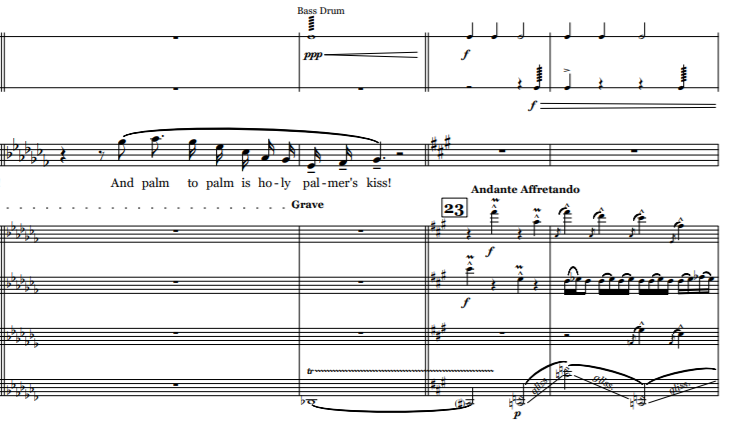 Bass Drum
ppp
f
f
And palm to palm is ho - ly pal - mer's kiss!
Andante Affretando
Grave
23
f
f
tr
gliss.
gliss.
gliss.
p